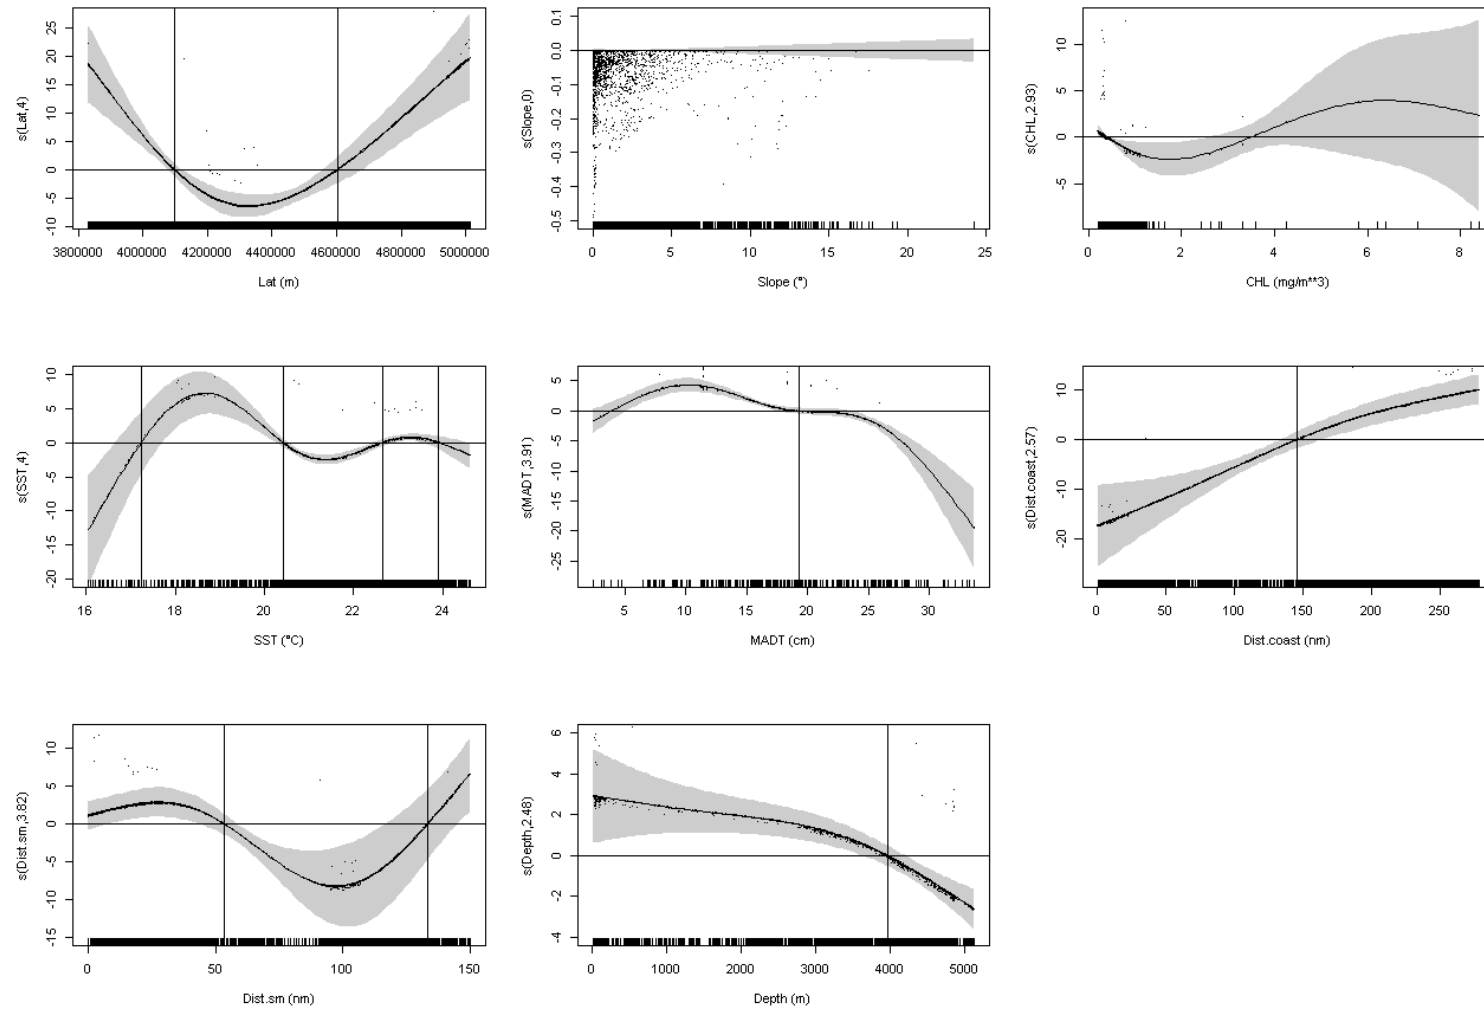 s(Lat,4)
25
20
15
10
5
0
-5
-10
3800000 4000000 4200000 4400000 4600000 4800000 5000000
Lat (m)
s(Slope,0)
0.1
0.0
-0.1
-0.2
-0.3
-0.4
-0.5
0 5 10 15 20 25
Slope (°)
s(CHL,2.93)
10
5
0
-5
0 2 4 6 8
CHL (mg/m**3)
s(SST,4)
10
5
0
-5
-10
-15
-20
16 18 20 22 24
SST (°C)
s(MADT,3.91)
5
0
-5
-10
-15
-20
-25
5 10 15 20 25 30
MADT (cm)
s(Dist.coast,2.57)
10
0
-10
-20
0 50 100 150 200 250
Dist.coast (nm)
s(Dist.sm,3.82)
10
5
0
-5
-10
-15
0 50 100 150
Dist.sm (nm)
s(Depth,2.48)
6
4
2
0
-2
-4
0 1000 2000 3000 4000 5000
Depth (m)